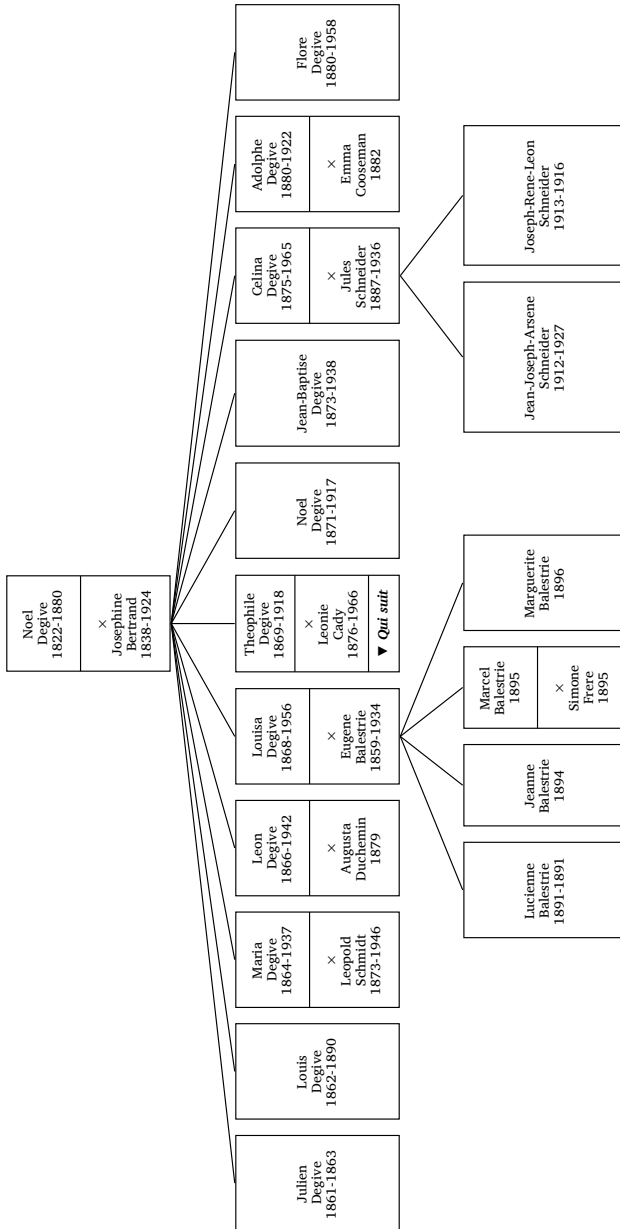 Noel
Degive
1822-1880
×
Josephine
Bertrand
1838-1924
Julien
Degive
1861-1863
Louis
Degive
1862-1890
Maria
Degive
1864-1937
×
Leopold
Schmidt
1873-1946
Leon
Degive
1866-1942
×
Augusta
Duchemin
1879
Louisa
Degive
1868-1956
×
Eugene
Balestrie
1859-1934
Theophile
Degive
1869-1918
×
Leonie
Cady
1876-1966
▼ Qui suit
Noel
Degive
1871-1917
Jean-Baptise
Degive
1873-1938
Celina
Degive
1875-1965
×
Jules
Schneider
1887-1936
Adolphe
Degive
1880-1922
×
Emma
Cooseman
1882
Flore
Degive
1880-1958
Lucienne
Balestrie
1891-1891
Jeanne
Balestrie
1894
Marcel
Balestrie
1895
×
Simone
Frere
1895
Marguerite
Balestrie
1896
Jean-Joseph-Arsene
Schneider
1912-1927
Joseph-Rene-Leon
Schneider
1913-1916